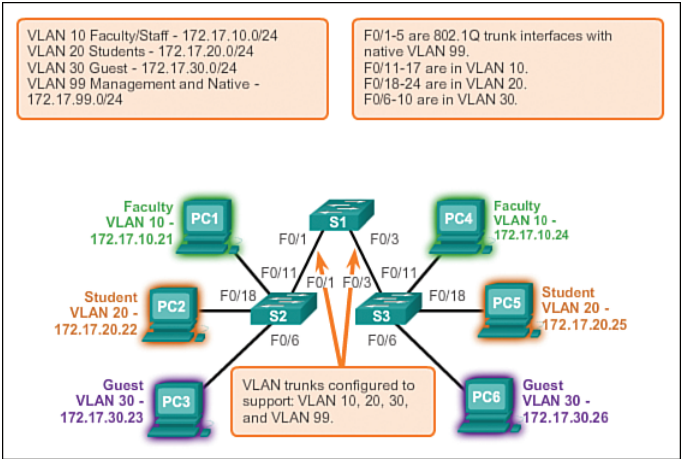 VLAN 10 Faculty/Staff - 172.17.10.0/24
VLAN 20 Students - 172.17.20.0/24
VLAN 30 Guest - 172.17.30.0/24
VLAN 99 Management and Native -
172.17.99.0/24
F0/1-5 are 802.1Q trunk interfaces with
native VLAN 99.
F0/11-17 are in VLAN 10.
F0/18-24 are in VLAN 20.
F0/6-10 are in VLAN 30.
Faculty
VLAN 10 -
172.17.10.21
PC1
S1
PC4
Faculty
VLAN 10 -
172.17.10.24
F0/1
F0/3
F0/11
F0/1
F0/3
F0/11
Student
VLAN 20 -
172.17.20.22
PC2
F0/18
S2
S3
F0/18
PC5
Student
VLAN 20 -
172.17.20.25
F0/6
F0/6
Guest
VLAN 30 -
172.17.30.23
PC3
VLAN trunks configured to
support: VLAN 10, 20, 30,
and VLAN 99.
PC6
Guest
VLAN 30 -
172.17.30.26